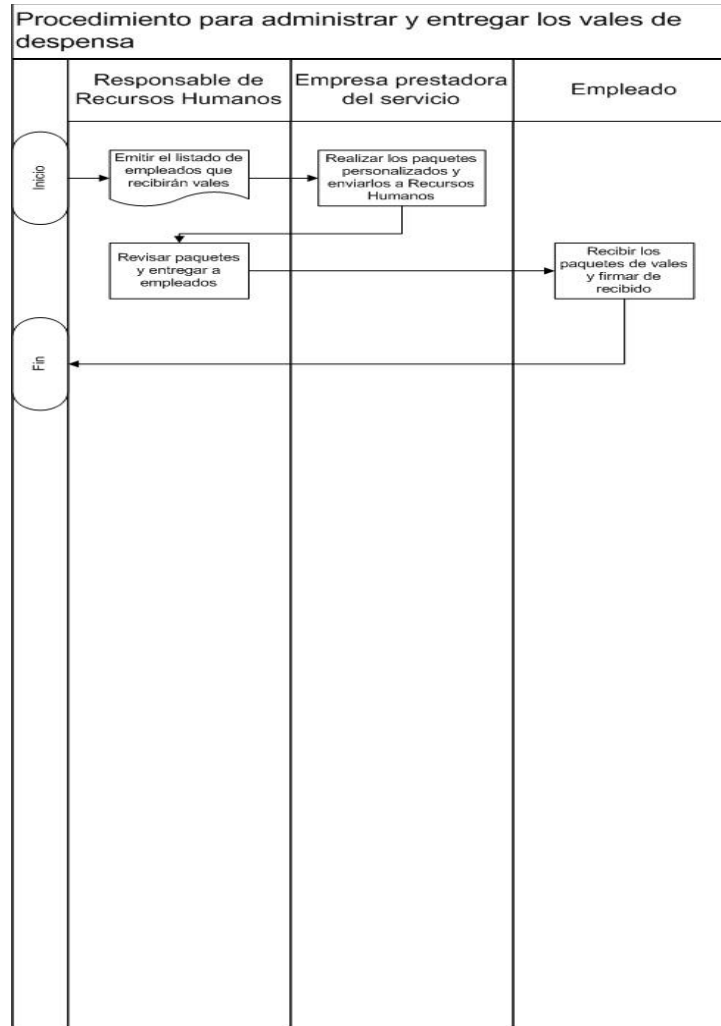 Procedimiento para administrar y entregar los vales de
despensa
Responsable de
Recursos Humanos
Empresa prestadora
del servicio
Empleado
Inicio
Emitir el listado de
empleados que
recibirán vales
Realizar los paquetes
personalizados y
enviarlos a Recursos
Humanos
Revisar paquetes
y entregar a
empleados
Recibir los
paquetes de vales
y firmar de
recibido
Fin